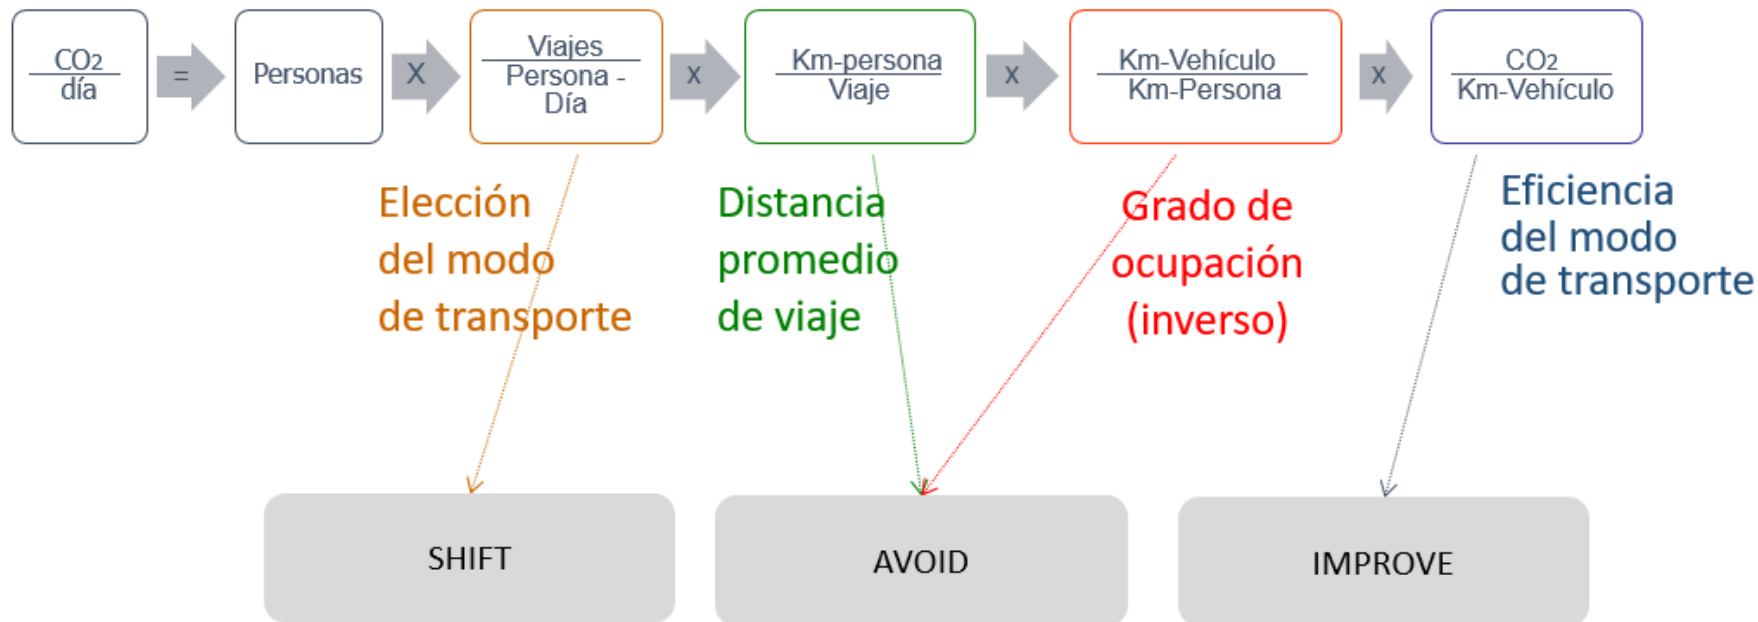 CO2
día
=
Personas
X
Viajes
Persona -
Día
x
Km-persona
Viaje
x
Km-Vehículo
Km-Persona
x
CO2
Km-Vehículo
Elección
del modo
de transporte
Distancia
promedio
de viaje
Grado de
ocupación
(inverso)
Eficiencia
del modo
de transporte
SHIFT
AVOID
IMPROVE